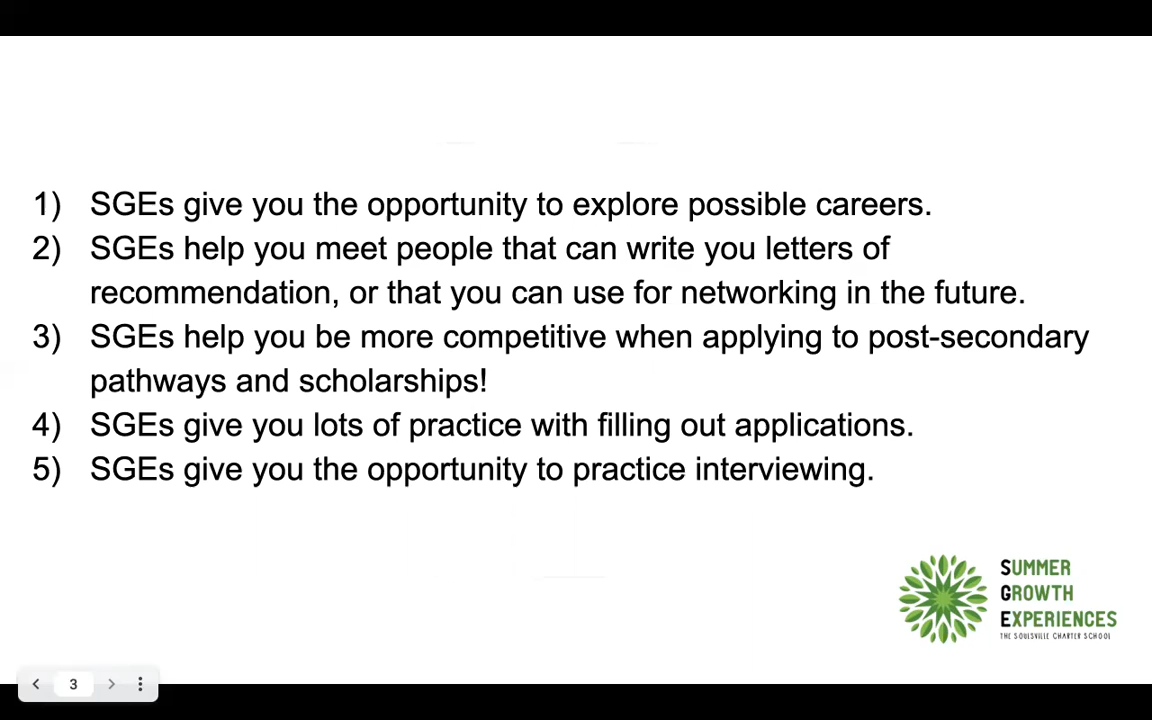 1) SGEs give you the opportunity to explore possible careers.
2) SGEs help you meet people that can write you letters of
recommendation, or that you can use for networking in the future.
3) SGEs help you be more competitive when applying to post-secondary
pathways and scholarships!
4) SGEs give you lots of practice with filling out applications.
5) SGEs give you the opportunity to practice interviewing.
SUMMER
GROWTH
EXPERIENCES
THE SOULSVILLE CHARTER SCHOOL
3